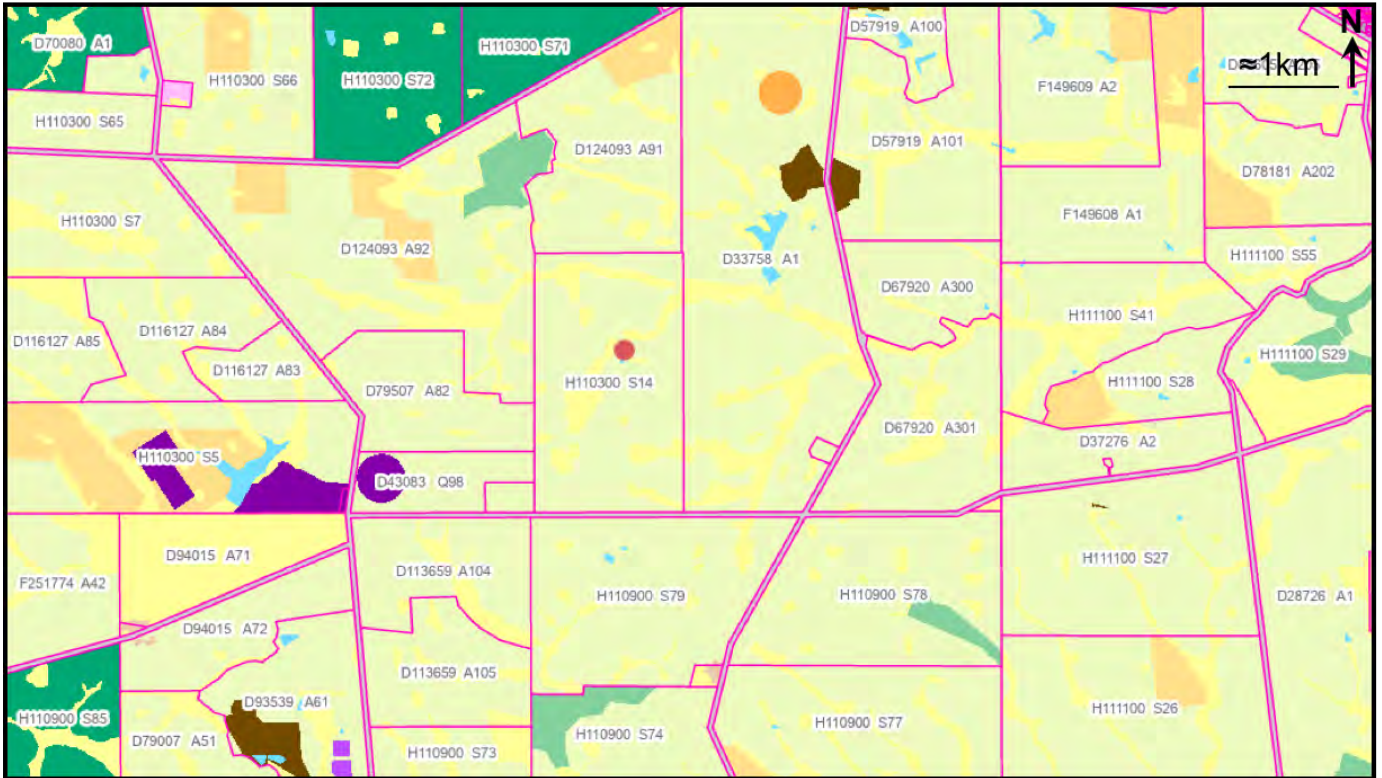 D57919 A100
N
D70080 A1
H110300 S71
≈1km
H110300 S66
H110300 S72
F149609 A2
H110300 S65
D124093 A91
D57919 A101
D78181 A202
H110300 S7
F149608 A1
D124093 A92
D33758 A1
H111100 S55
D67920 A300
D116127 A84
H111100 S41
D116127 A85
H111100 S29
D116127 A83
H110300 S14
H111100 S28
D79507 A82
D67920 A301
D37276 A2
H110300 S5
D43083 Q98
D94015 A71
H111100 S27
D113659 A104
F251774 A42
H110900 S79
H110900 S78
D28726 A1
D94015 A72
D113659 A105
D93539 A61
H111100 S26
H110900 S85
H110900 S77
H110900 S74
D79007 A51
H110900 S73